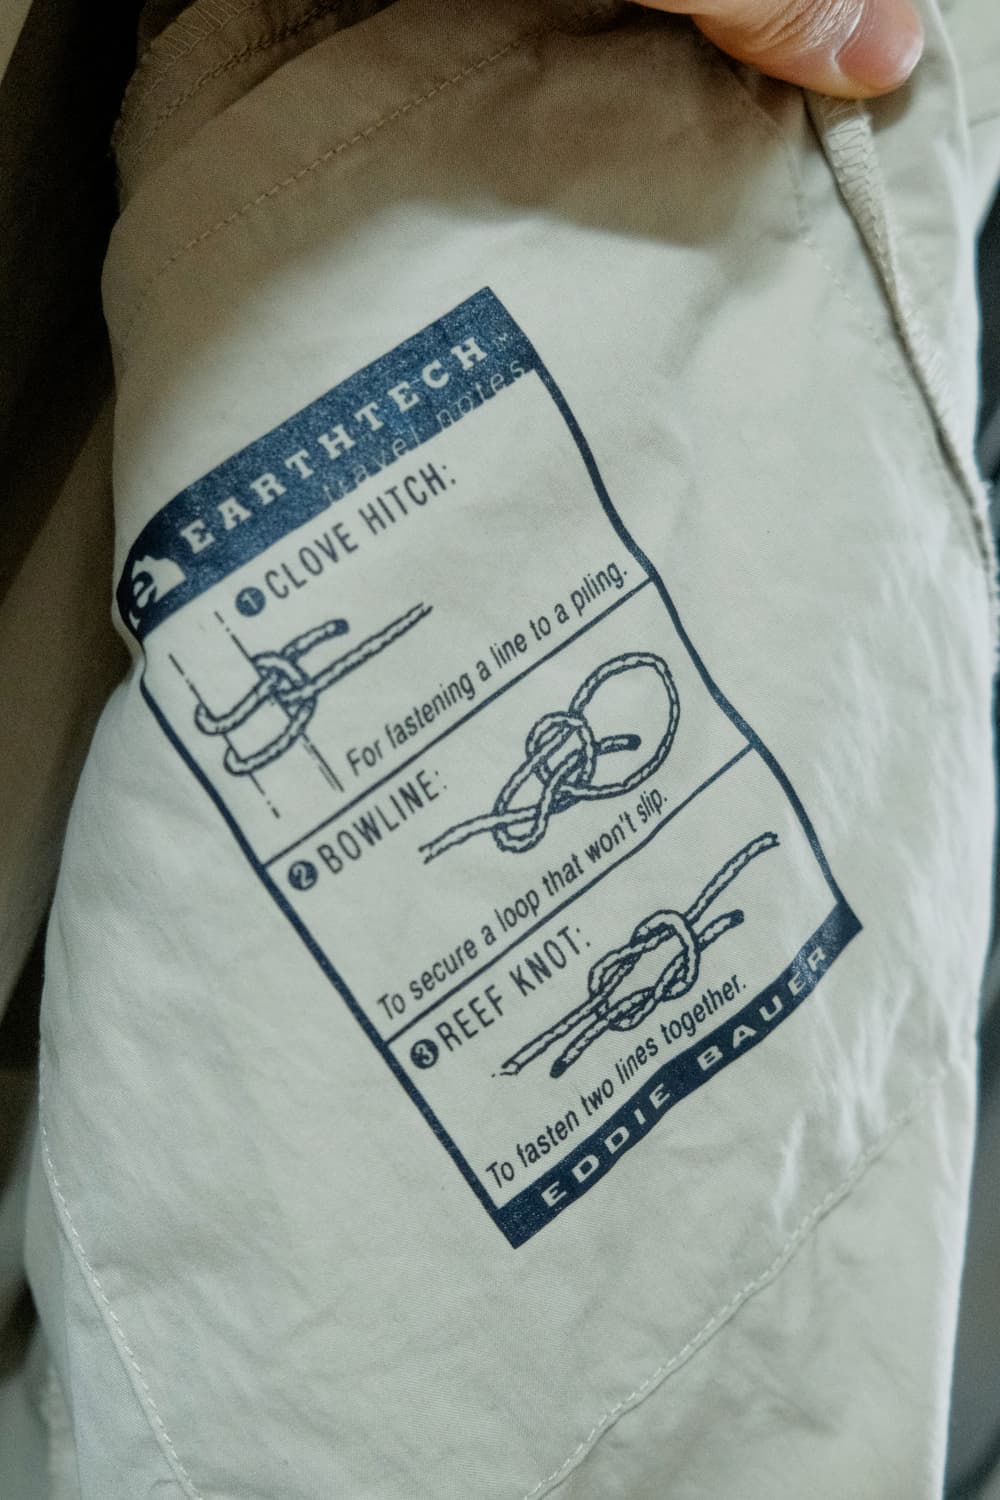 e EARTHTECH™
travel notes
1 CLOVE HITCH:
For fastening a line to a piling.
2 BOWLINE:
To secure a loop that won't slip.
3 REEF KNOT:
To fasten two lines together.
EDDIE BAUER